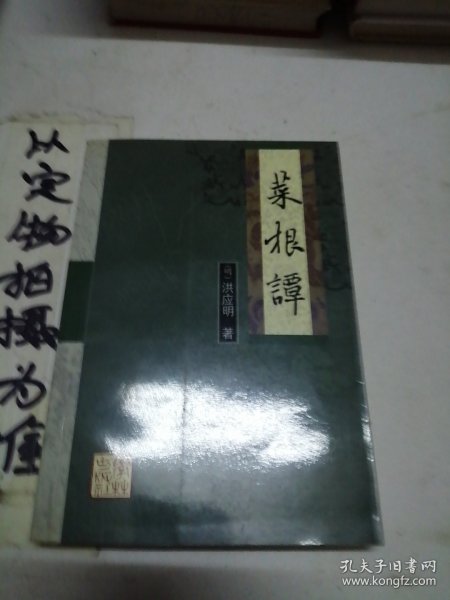 菜根譚
（明）洪应明 著
从实物拍摄为准
孔夫子旧书网
www.kongfz.com